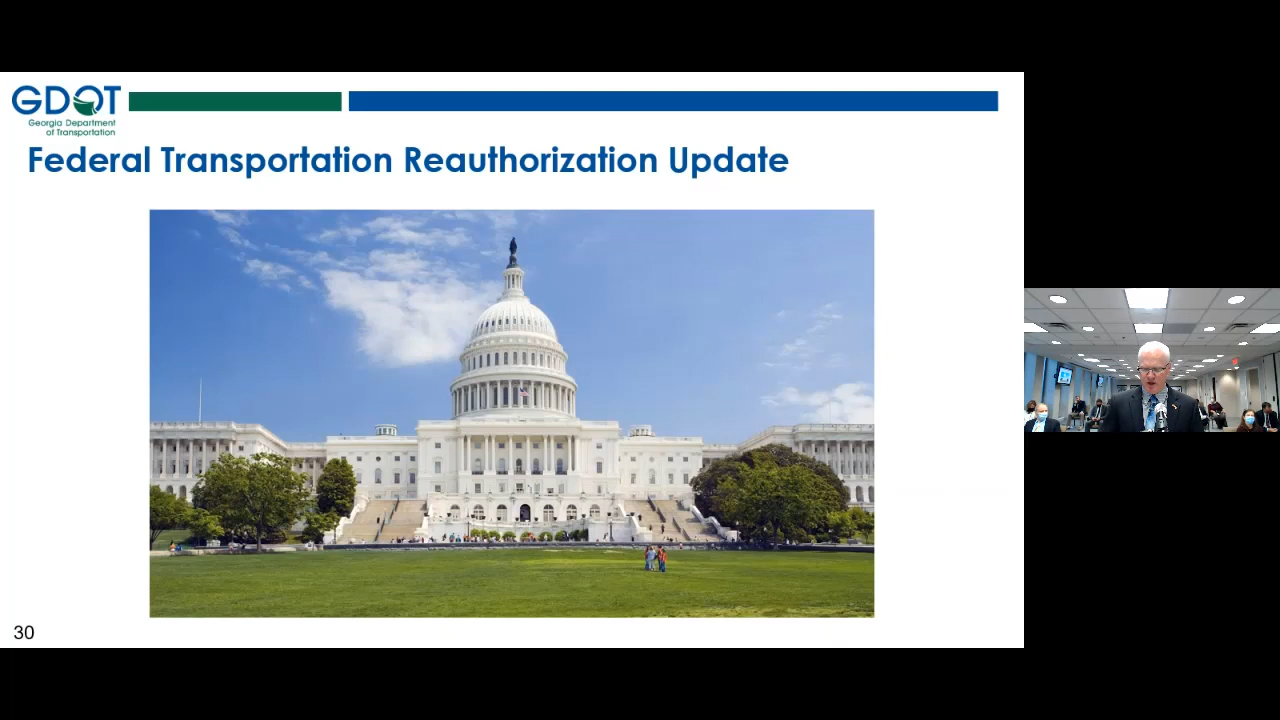 GDOT
Georgia Department
of Transportation
Federal Transportation Reauthorization Update
30